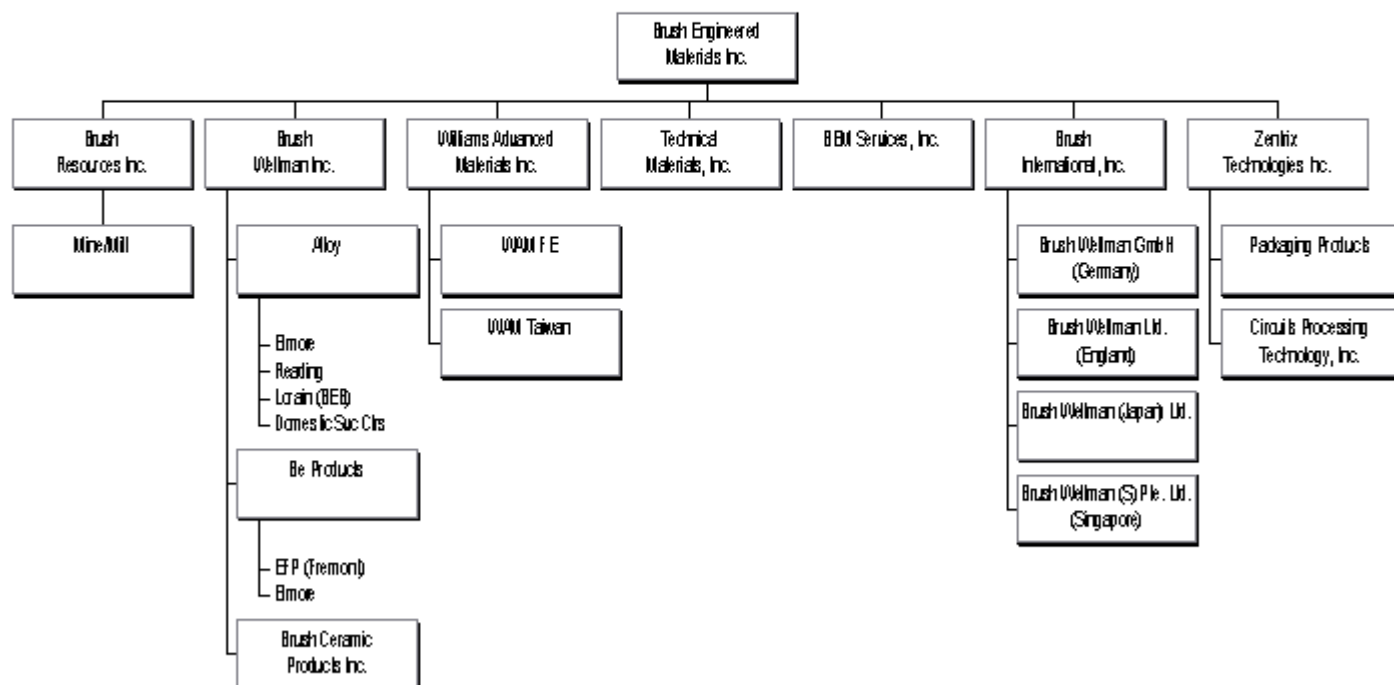 Brush Engineered
Materials Inc.
Brush
Resources Inc.
Brush
Wellman Inc.
Williams Advanced
Materials Inc.
Technical
Materials, Inc.
BEM Services, Inc.
Brush
International, Inc.
Zentrix
Technologies Inc.
Mine/Mill
Alloy
Elmore
Reading
Lorain (BEB)
Domestic Svc Ctrs
Be Products
EFP (Fremont)
Elmore
Brush Ceramic
Products Inc.
WAM F E
WAM Taiwan
Brush Wellman GmbH
(Germany)
Brush Wellman Ltd.
(England)
Brush Wellman (Japan) Ltd.
Brush Wellman (S) Pte. Ltd.
(Singapore)
Packaging Products
Circuits Processing
Technology, Inc.